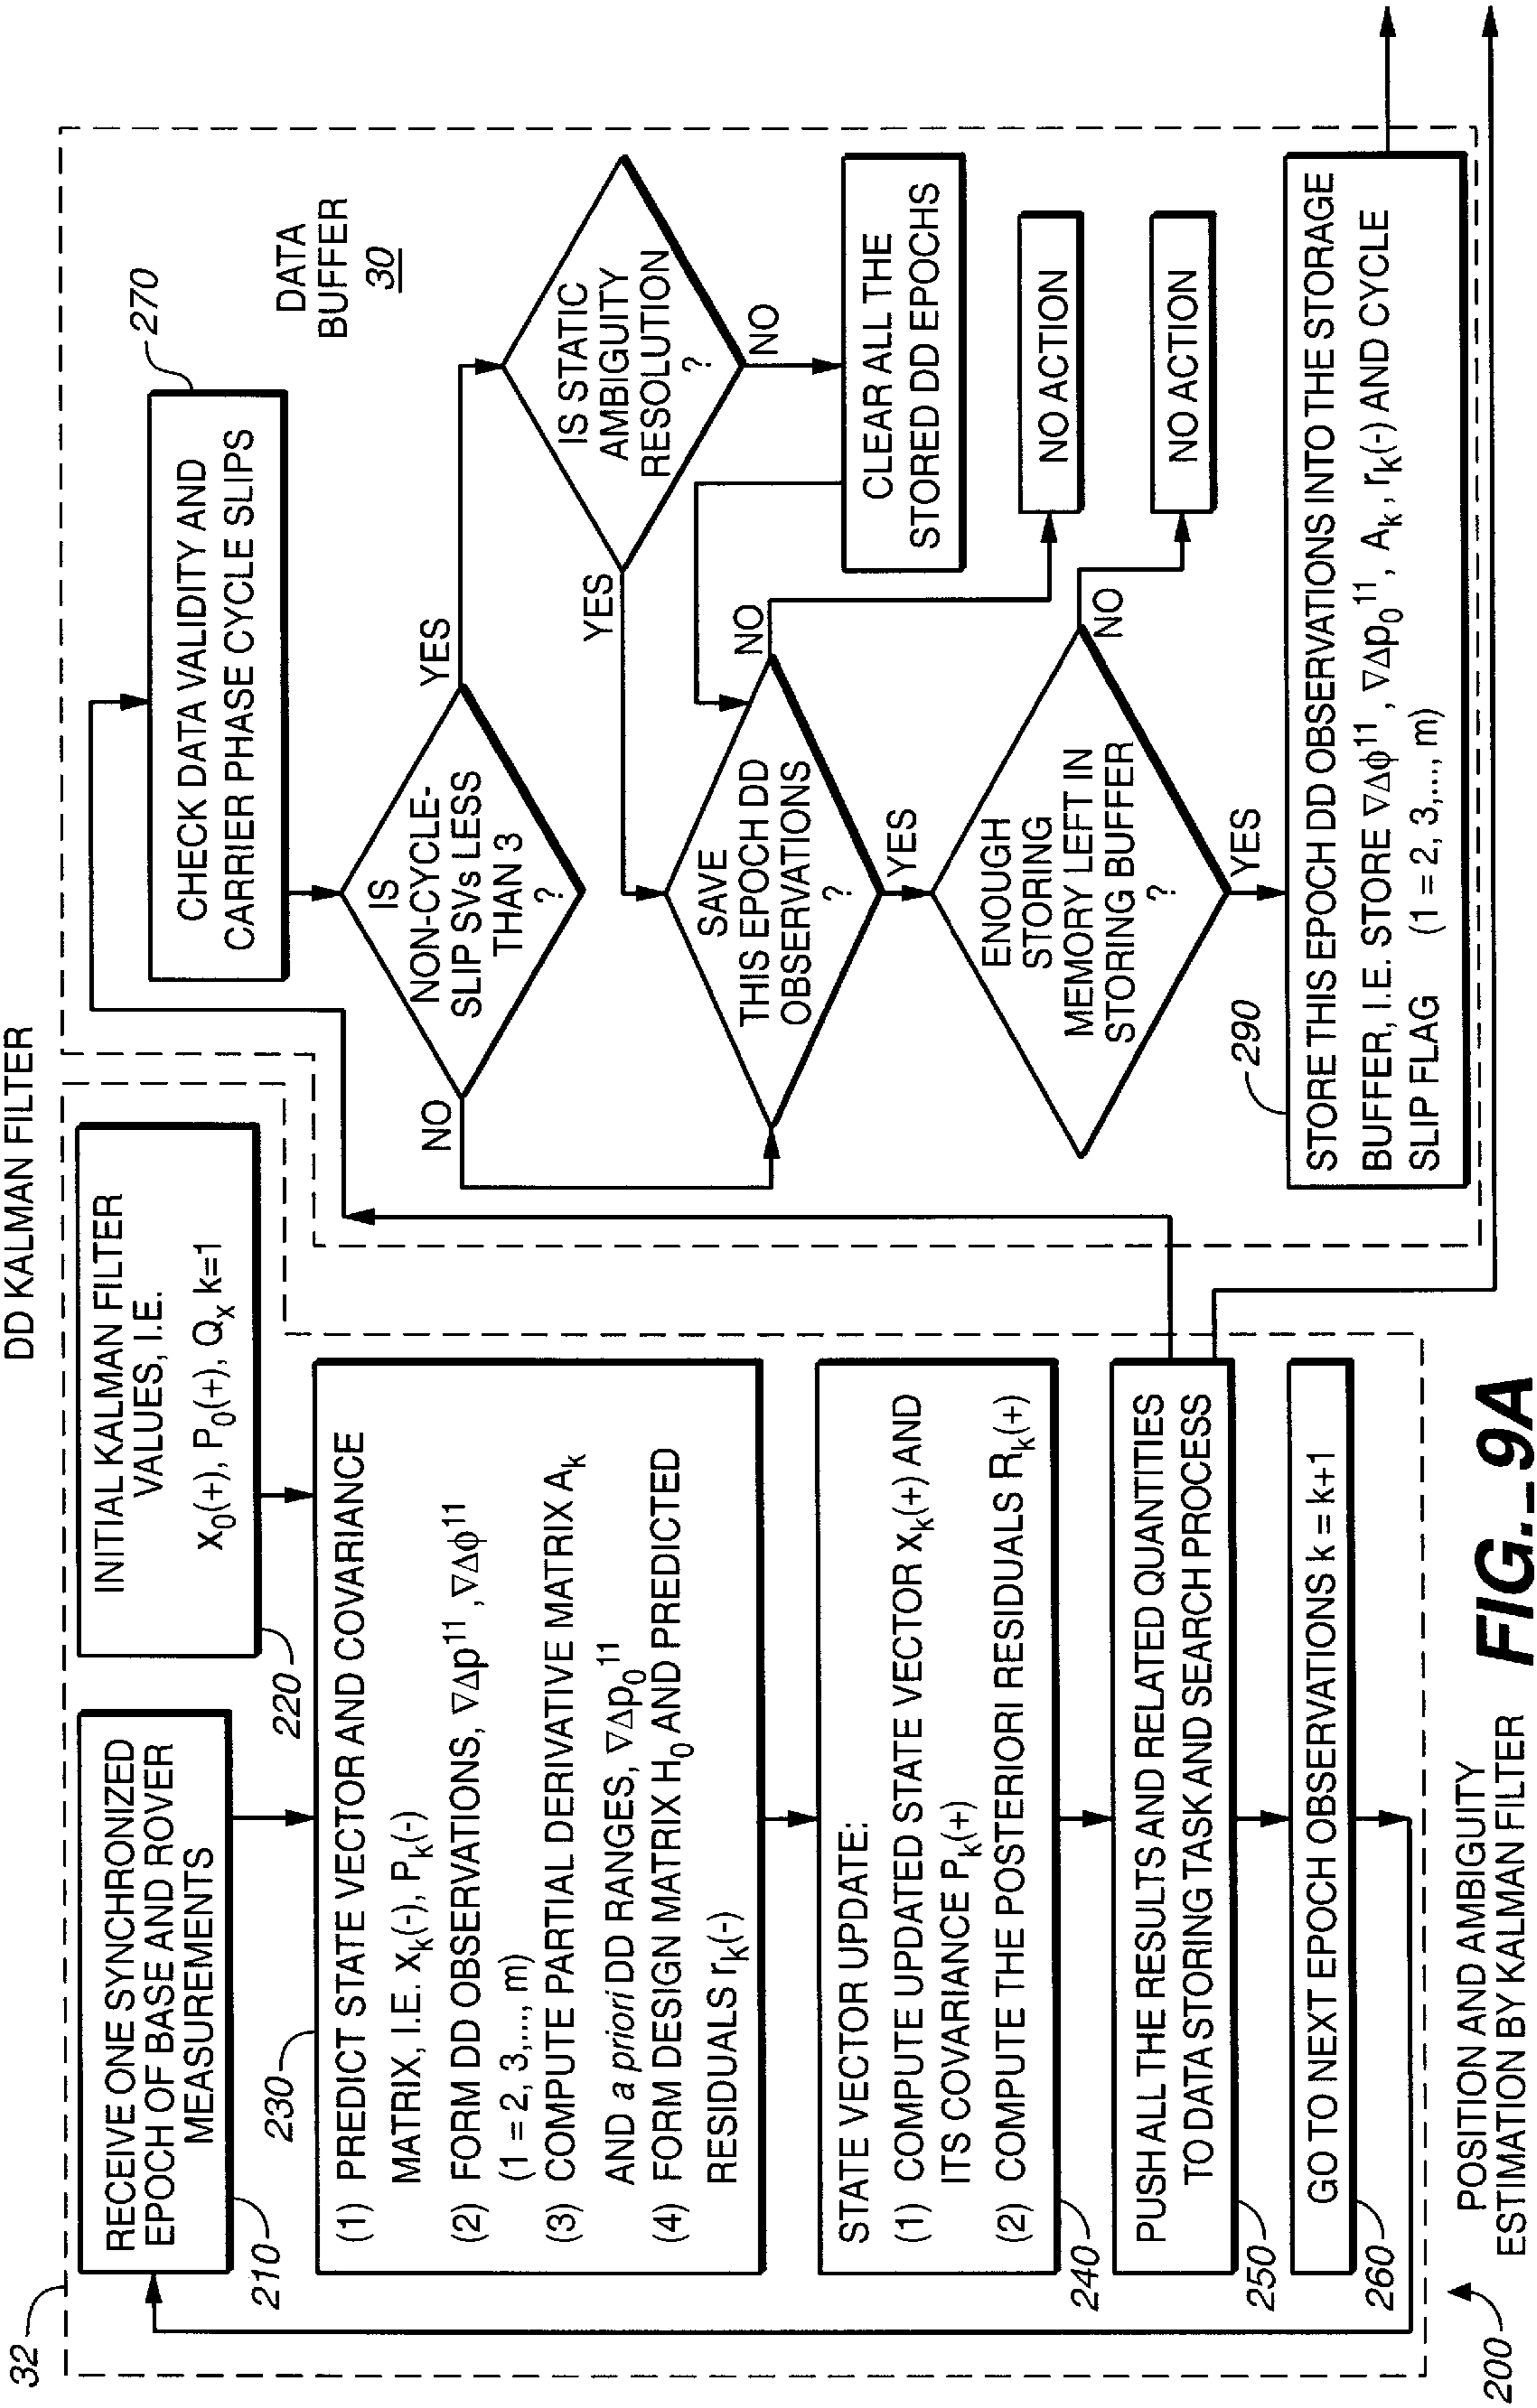 DD KALMAN FILTER
32
RECEIVE ONE SYNCHRONIZED
EPOCH OF BASE AND ROVER
MEASUREMENTS
210
INITIAL KALMAN FILTER
VALUES, I.E.
x₀(+), P₀(+), Qₓ k=1
220
230
(1) PREDICT STATE VECTOR AND COVARIANCE
MATRIX, I.E. xₖ(-), Pₖ(-)
(2) FORM DD OBSERVATIONS, ∇Δp¹¹, ∇Δϕ¹¹
(1 = 2, 3,..., m)
(3) COMPUTE PARTIAL DERIVATIVE MATRIX Aₖ
AND a priori DD RANGES, ∇Δp₀¹¹
(4) FORM DESIGN MATRIX H₀ AND PREDICTED
RESIDUALS rₖ(-)
STATE VECTOR UPDATE:
(1) COMPUTE UPDATED STATE VECTOR xₖ(+) AND
ITS COVARIANCE Pₖ(+)
(2) COMPUTE THE POSTERIORI RESIDUALS Rₖ(+)
240
PUSH ALL THE RESULTS AND RELATED QUANTITIES
TO DATA STORING TASK AND SEARCH PROCESS
250
GO TO NEXT EPOCH OBSERVATIONS k = k+1
260
POSITION AND AMBIGUITY
ESTIMATION BY KALMAN FILTER
200
270
CHECK DATA VALIDITY AND
CARRIER PHASE CYCLE SLIPS
DATA
BUFFER
30
IS
NON-CYCLE-
SLIP SVs LESS
THAN 3
?
NO
YES
IS STATIC
AMBIGUITY
RESOLUTION
?
YES
NO
CLEAR ALL THE
STORED DD EPOCHS
SAVE
THIS EPOCH DD
OBSERVATIONS
?
NO
NO ACTION
YES
ENOUGH
STORING
MEMORY LEFT IN
STORING BUFFER
?
NO
NO ACTION
YES
290
STORE THIS EPOCH DD OBSERVATIONS INTO THE STORAGE
BUFFER, I.E. STORE ∇Δϕ¹¹, ∇Δp₀¹¹, Aₖ, rₖ(-) AND CYCLE
SLIP FLAG (1 = 2, 3,..., m)
FIG._9A